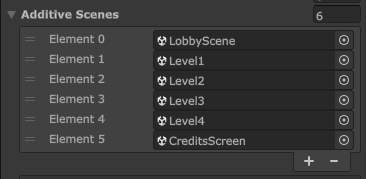 Additive Scenes 6
Element 0 LobbyScene
Element 1 Level1
Element 2 Level2
Element 3 Level3
Element 4 Level4
Element 5 CreditsScreen
+ −